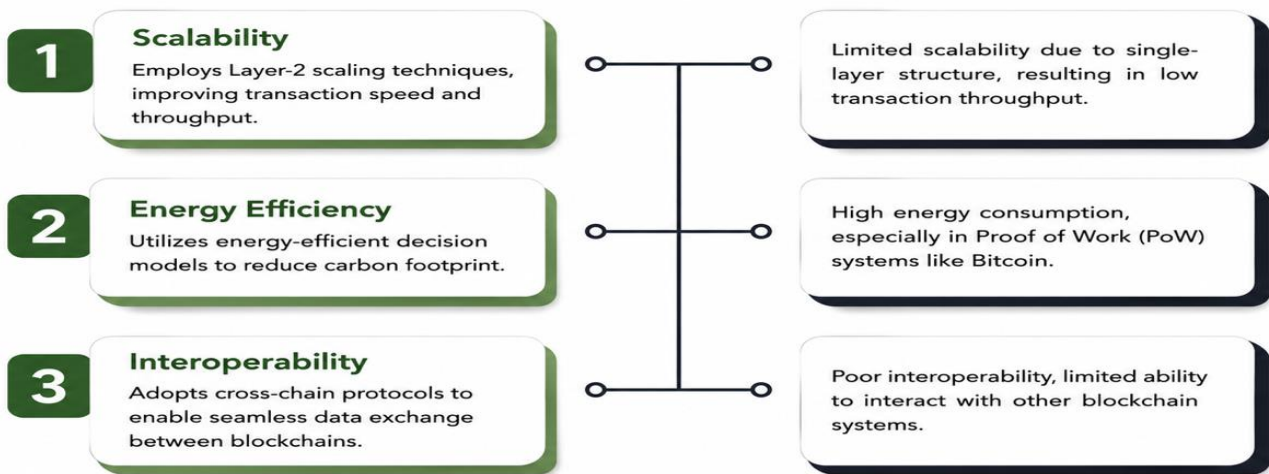 1
Scalability
Employs Layer-2 scaling techniques,
improving transaction speed and
throughput.
Limited scalability due to single-
layer structure, resulting in low
transaction throughput.
2
Energy Efficiency
Utilizes energy-efficient decision
models to reduce carbon footprint.
High energy consumption,
especially in Proof of Work (PoW)
systems like Bitcoin.
3
Interoperability
Adopts cross-chain protocols to
enable seamless data exchange
between blockchains.
Poor interoperability, limited ability
to interact with other blockchain
systems.